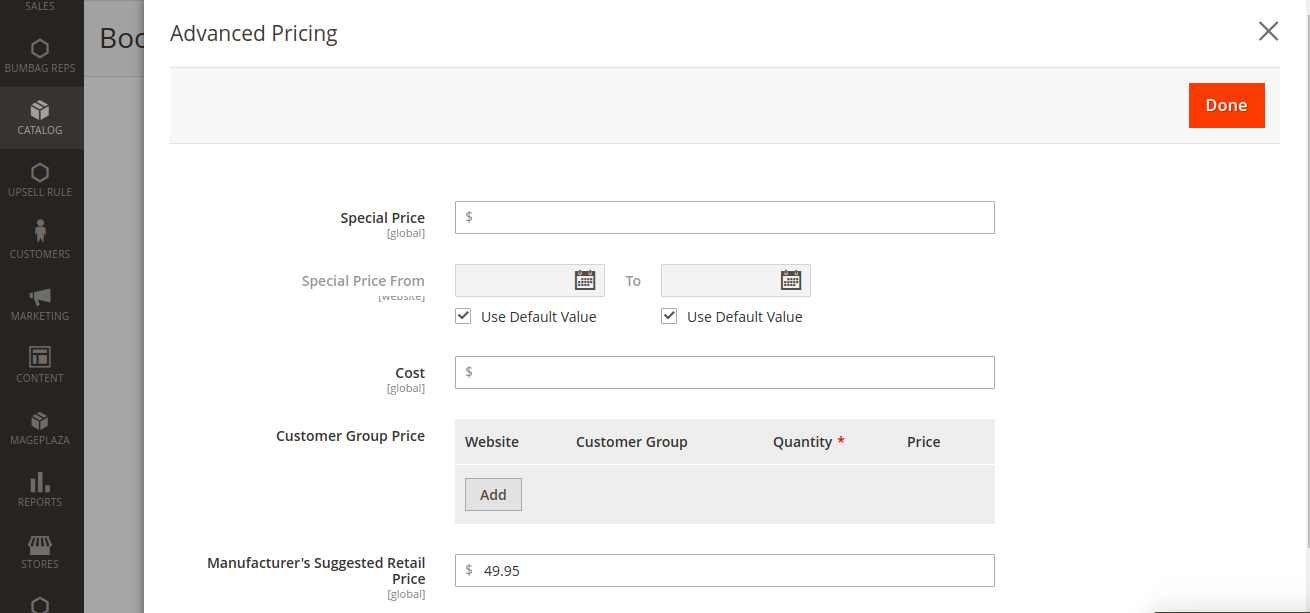 SALES
BUMBAG REPS
CATALOG
UPSELL RULE
CUSTOMERS
MARKETING
CONTENT
MAGEPLAZA
REPORTS
STORES
Boo
Advanced Pricing
Done
Special Price
[global]
$
Special Price From
[website]
To
Use Default Value
Use Default Value
Cost
[global]
$
Customer Group Price
Website Customer Group Quantity * Price
Add
Manufacturer's Suggested Retail
Price
[global]
$ 49.95